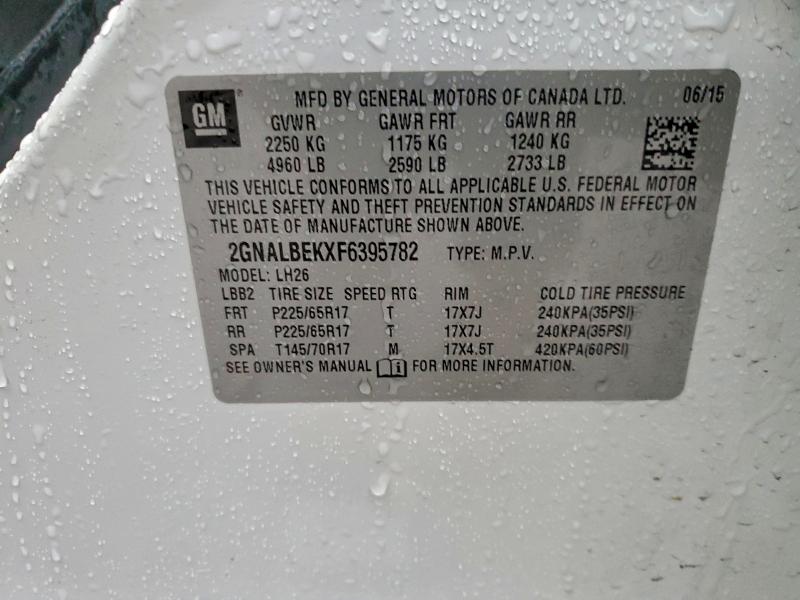 GM ® MFD BY GENERAL MOTORS OF CANADA LTD. 06/15
GVWR GAWR FRT GAWR RR
2250 KG 1175 KG 1240 KG
4960 LB 2590 LB 2733 LB
THIS VEHICLE CONFORMS TO ALL APPLICABLE U.S. FEDERAL MOTOR
VEHICLE SAFETY AND THEFT PREVENTION STANDARDS IN EFFECT ON
THE DATE OF MANUFACTURE SHOWN ABOVE.
2GNALBEKXF6395782 TYPE: M.P.V.
MODEL: LH26
LBB2 TIRE SIZE SPEED RTG RIM COLD TIRE PRESSURE
FRT P225/65R17 T 17X7J 240KPA(35PSI)
RR P225/65R17 T 17X7J 240KPA(35PSI)
SPA T145/70R17 M 17X4.5T 420KPA(60PSI)
SEE OWNER'S MANUAL i FOR MORE INFORMATION.